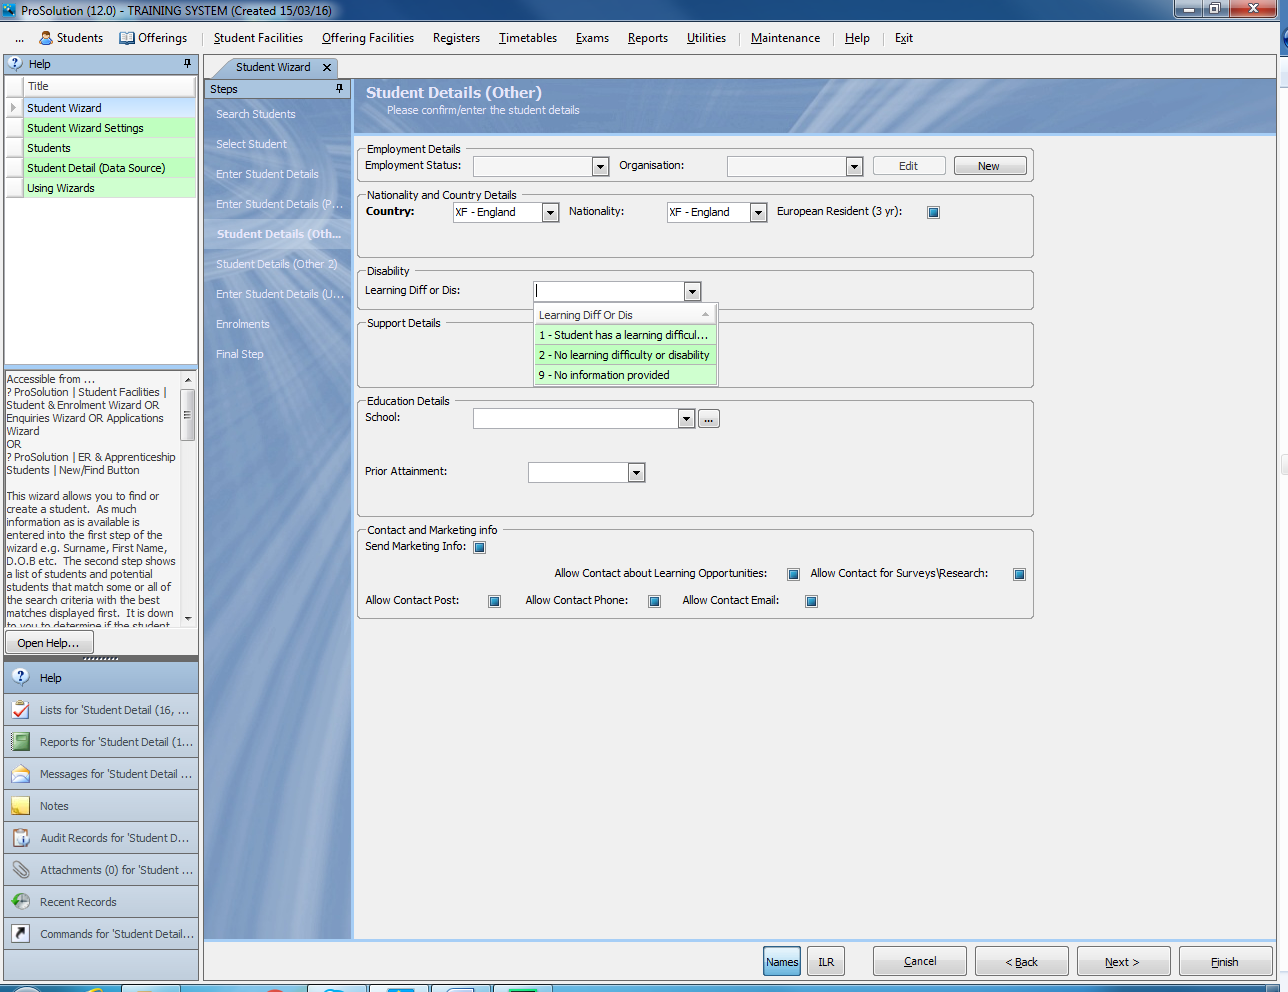 ProSolution (12.0) - TRAINING SYSTEM (Created 15/03/16)
... Students Offerings Student Facilities Offering Facilities Registers Timetables Exams Reports Utilities Maintenance Help Exit
Help
Title
Student Wizard
Student Wizard Settings
Students
Student Detail (Data Source)
Using Wizards
Accessible from ...
? ProSolution | Student Facilities |
Student & Enrolment Wizard OR
Enquiries Wizard OR Applications
Wizard
OR
? ProSolution | ER & Apprenticeship
Students | New/Find Button
This wizard allows you to find or
create a student.  As much
information as is available is
entered into the first step of the
wizard e.g. Surname, First Name,
D.O.B etc.  The second step shows
a list of students and potential
students that match some or all of
the search criteria with the best
matches displayed first.  It is down
to you to determine if the student
Open Help...
Help
Lists for 'Student Detail (16, ...
Reports for 'Student Detail (1...
Messages for 'Student Detail ...
Notes
Audit Records for 'Student D...
Attachments (0) for 'Student ...
Recent Records
Commands for 'Student Detail...
Student Wizard
Steps
Search Students
Select Student
Enter Student Details
Enter Student Details (P...
Student Details (Oth...
Student Details (Other 2)
Enter Student Details (U...
Enrolments
Final Step
Student Details (Other)
Please confirm/enter the student details
Employment Details
Employment Status: Organisation: Edit New
Nationality and Country Details
Country: XF - England Nationality: XF - England European Resident (3 yr):
Disability
Learning Diff or Dis:
Learning Diff Or Dis
1 - Student has a learning difficul...
2 - No learning difficulty or disability
9 - No information provided
Support Details
Education Details
School: ...
Prior Attainment:
Contact and Marketing info
Send Marketing Info:
Allow Contact about Learning Opportunities: Allow Contact for Surveys\Research:
Allow Contact Post: Allow Contact Phone: Allow Contact Email:
Names ILR Cancel < Back Next > Finish